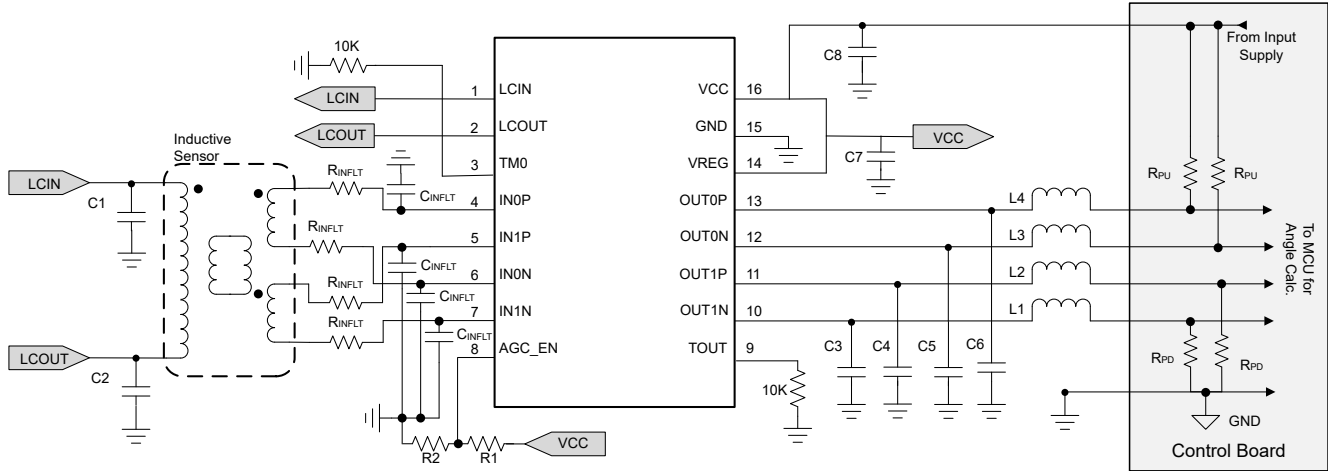 10K
LCIN
LCOUT
Inductive
Sensor
LCIN
C1
LCOUT
C2
RINFLT
RINFLT
RINFLT
RINFLT
CINFLT
CINFLT
CINFLT
CINFLT
R2
R1
VCC
1
2
3
4
5
6
7
8
LCIN
LCOUT
TM0
IN0P
IN1P
IN0N
IN1N
AGC_EN
VCC
GND
VREG
OUT0P
OUT0N
OUT1P
OUT1N
TOUT
16
15
14
13
12
11
10
9
C8
C7
VCC
10K
C3
C4
C5
C6
L4
L3
L2
L1
From Input
Supply
RPU
RPU
To MCU for
Angle Calc.
RPD
RPD
GND
Control Board